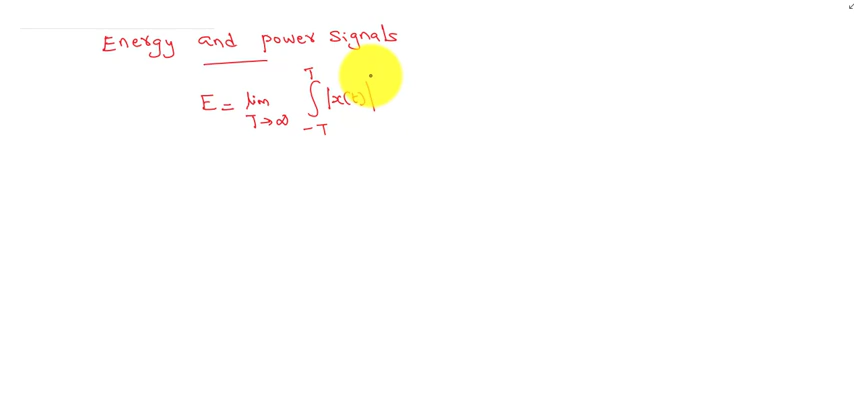 Energy and power signals
E = lim T→∞ ∫_{-T}^{T} |x(t)|